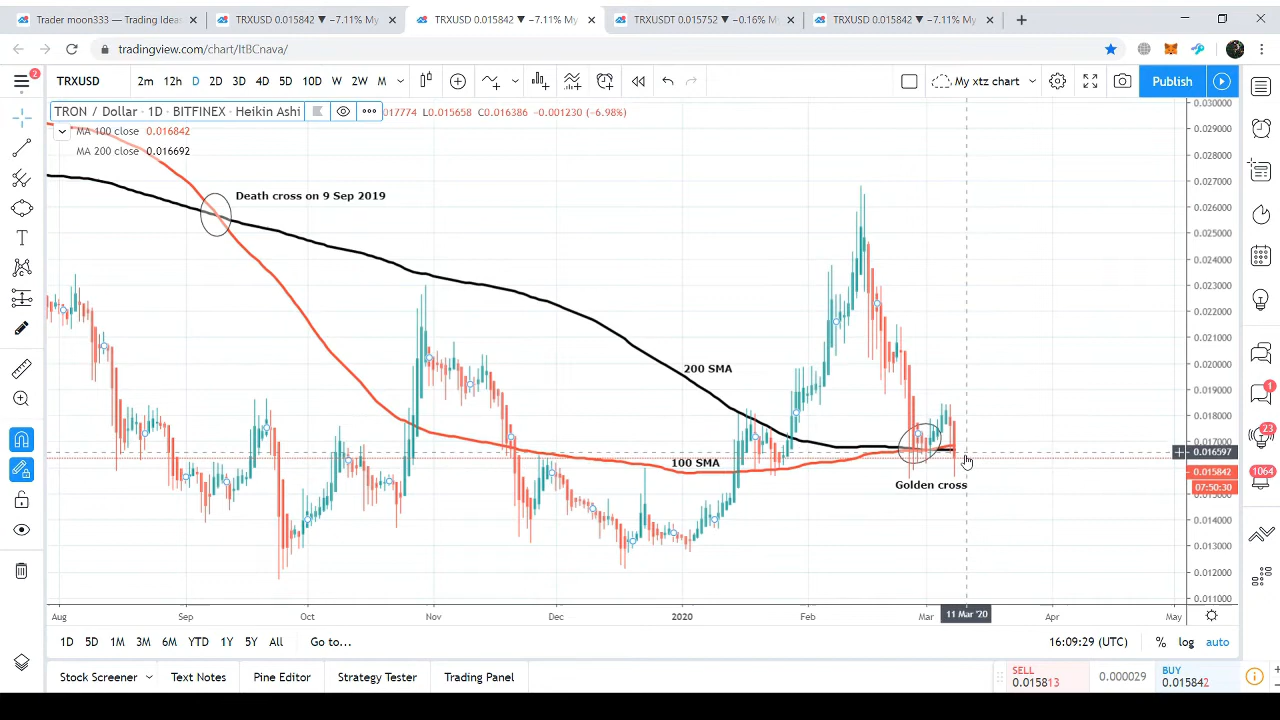 Trader moon333 — Trading Ideas
TRXUSD 0.015842 ▼ −7.11% My
TRXUSD 0.015842 ▼ −7.11% My
TRXUSDT 0.015752 ▼ −0.16% M
TRXUSD 0.015842 ▼ −7.11% My
tradingview.com/chart/ItBCnava/
2
TRXUSD
2m 12h D 2D 3D 4D 5D 10D W 2W M
My xtz chart
Publish
TRON / Dollar · 1D · BITFINEX · Heikin Ashi
017774 L0.015658 C0.016386 −0.001230 (−6.98%)
MA 100 close 0.016842
MA 200 close 0.016692
Death cross on 9 Sep 2019
200 SMA
100 SMA
Golden cross
0.030000
0.029000
0.028000
0.027000
0.026000
0.025000
0.024000
0.023000
0.022000
0.021000
0.020000
0.019000
0.018000
0.017000
0.016597
0.015842
07:50:30
0.014000
0.013000
0.012000
0.011000
1
23
1064
Aug Sep Oct Nov Dec 2020 Feb Mar 11 Mar '20 Apr May
1D 5D 1M 3M 6M YTD 1Y 5Y All Go to...
16:09:29 (UTC) % log auto
Stock Screener Text Notes Pine Editor Strategy Tester Trading Panel
SELL
0.015813
0.000029
BUY
0.015842